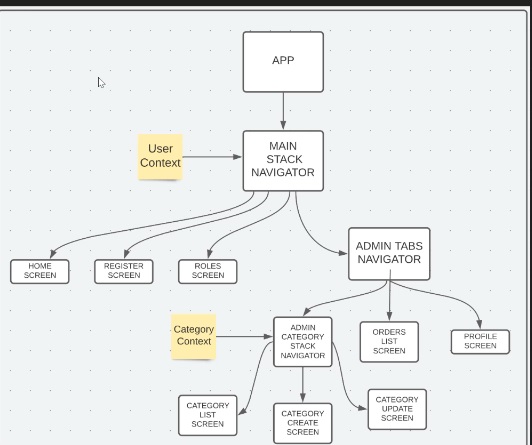 APP
User
Context
MAIN
STACK
NAVIGATOR
ADMIN TABS
NAVIGATOR
HOME
SCREEN
REGISTER
SCREEN
ROLES
SCREEN
Category
Context
ADMIN
CATEGORY
STACK
NAVIGATOR
ORDERS
LIST
SCREEN
PROFILE
SCREEN
CATEGORY
LIST
SCREEN
CATEGORY
CREATE
SCREEN
CATEGORY
UPDATE
SCREEN